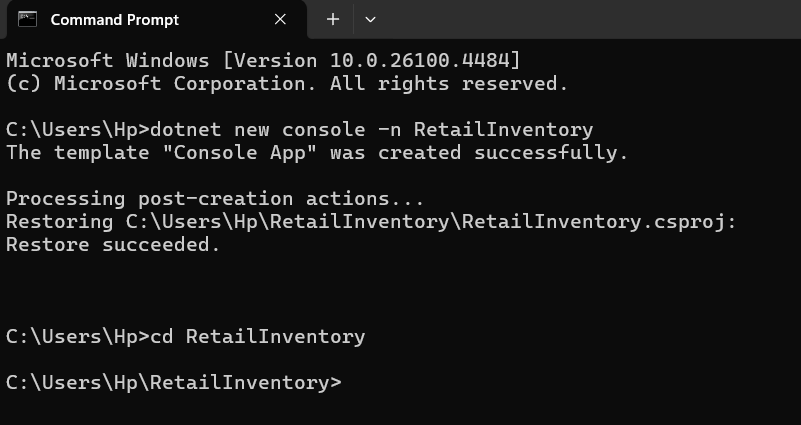 Command Prompt
Microsoft Windows [Version 10.0.26100.4484]
(c) Microsoft Corporation. All rights reserved.
C:\Users\Hp>dotnet new console -n RetailInventory
The template "Console App" was created successfully.
Processing post-creation actions...
Restoring C:\Users\Hp\RetailInventory\RetailInventory.csproj:
Restore succeeded.
C:\Users\Hp>cd RetailInventory
C:\Users\Hp\RetailInventory>